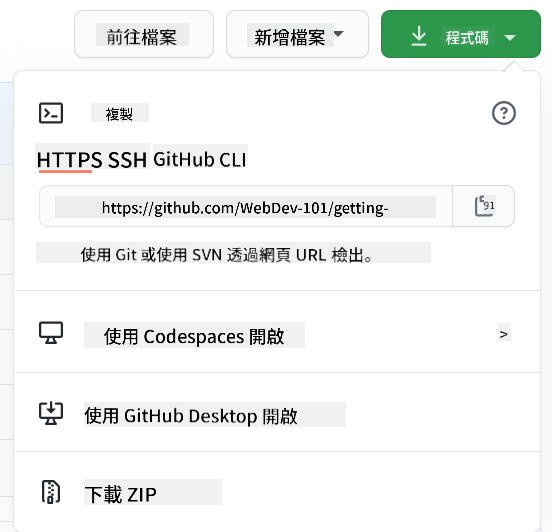 前往檔案 新增檔案 程式碼
複製
HTTPS SSH GitHub CLI
https://github.com/WebDev-101/getting-
91
使用 Git 或使用 SVN 透過網頁 URL 檢出。
使用 Codespaces 開啟 >
使用 GitHub Desktop 開啟
下載 ZIP